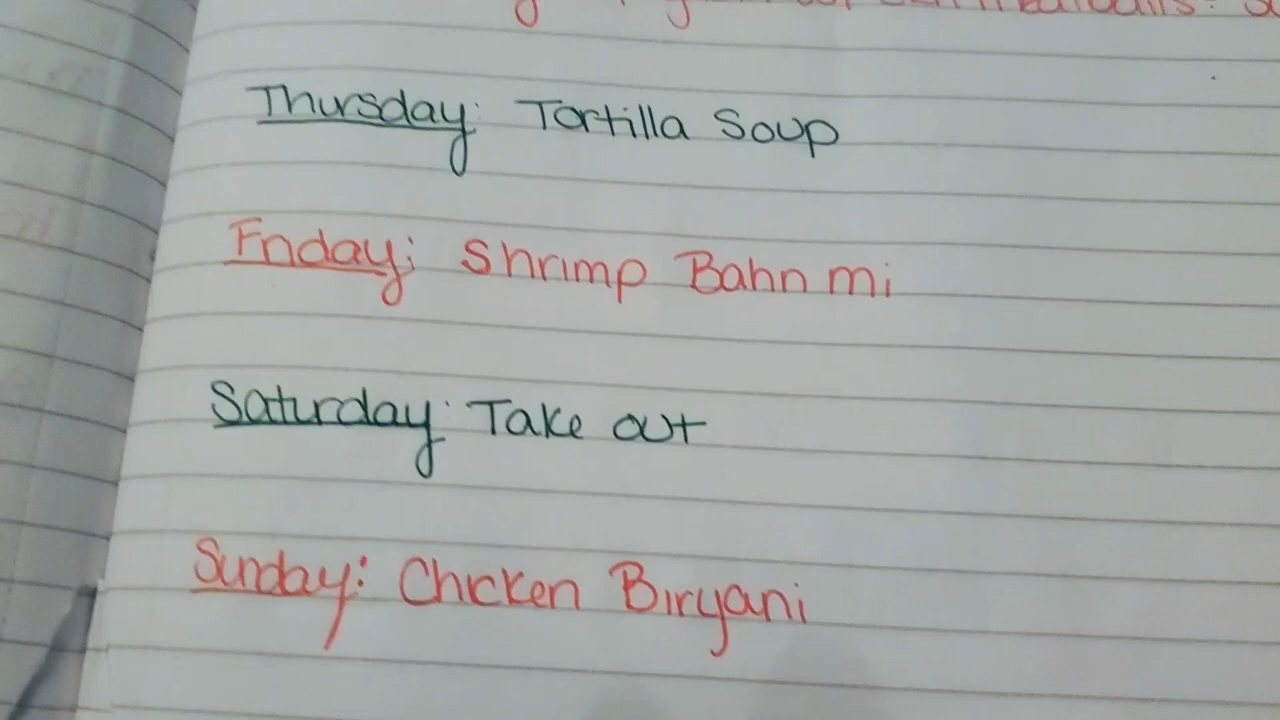 Thursday: Tortilla Soup
Friday: Shrimp Bahn mi
Saturday: Take out
Sunday: Chicken Biryani